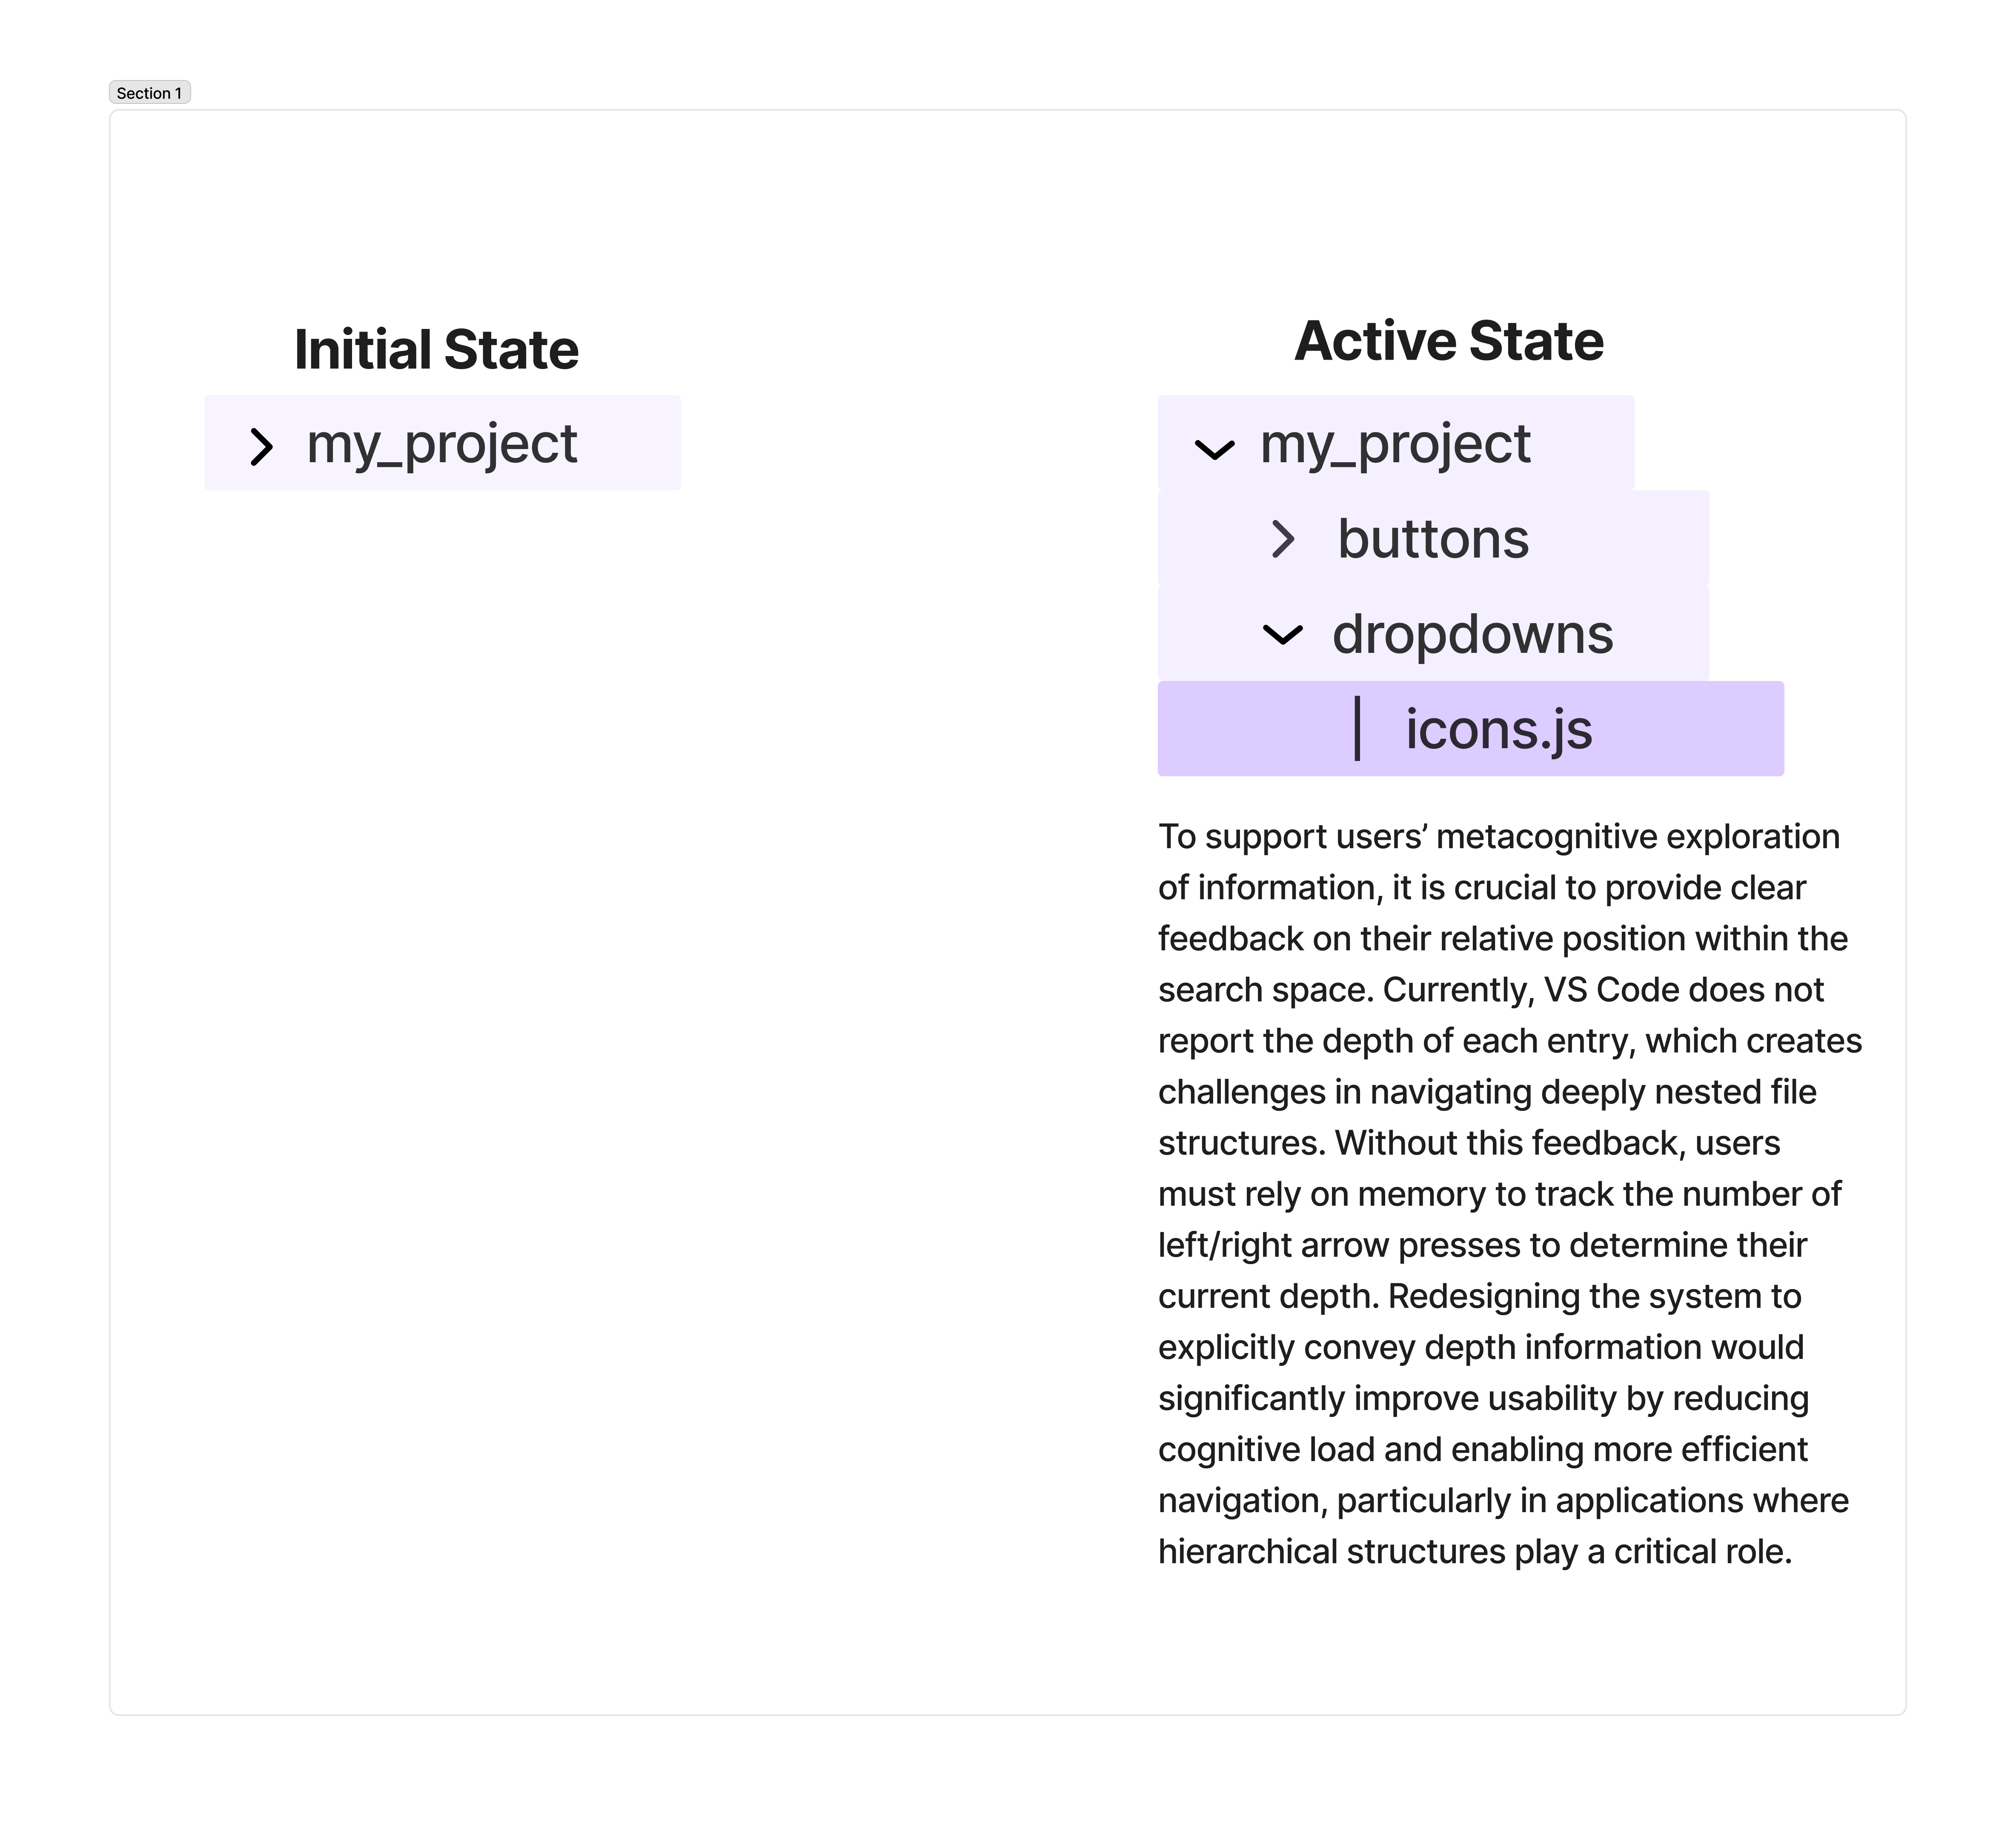 Section 1
Initial State
my_project
Active State
my_project
buttons
dropdowns
icons.js
To support users’ metacognitive exploration
of information, it is crucial to provide clear
feedback on their relative position within the
search space. Currently, VS Code does not
report the depth of each entry, which creates
challenges in navigating deeply nested file
structures. Without this feedback, users
must rely on memory to track the number of
left/right arrow presses to determine their
current depth. Redesigning the system to
explicitly convey depth information would
significantly improve usability by reducing
cognitive load and enabling more efficient
navigation, particularly in applications where
hierarchical structures play a critical role.